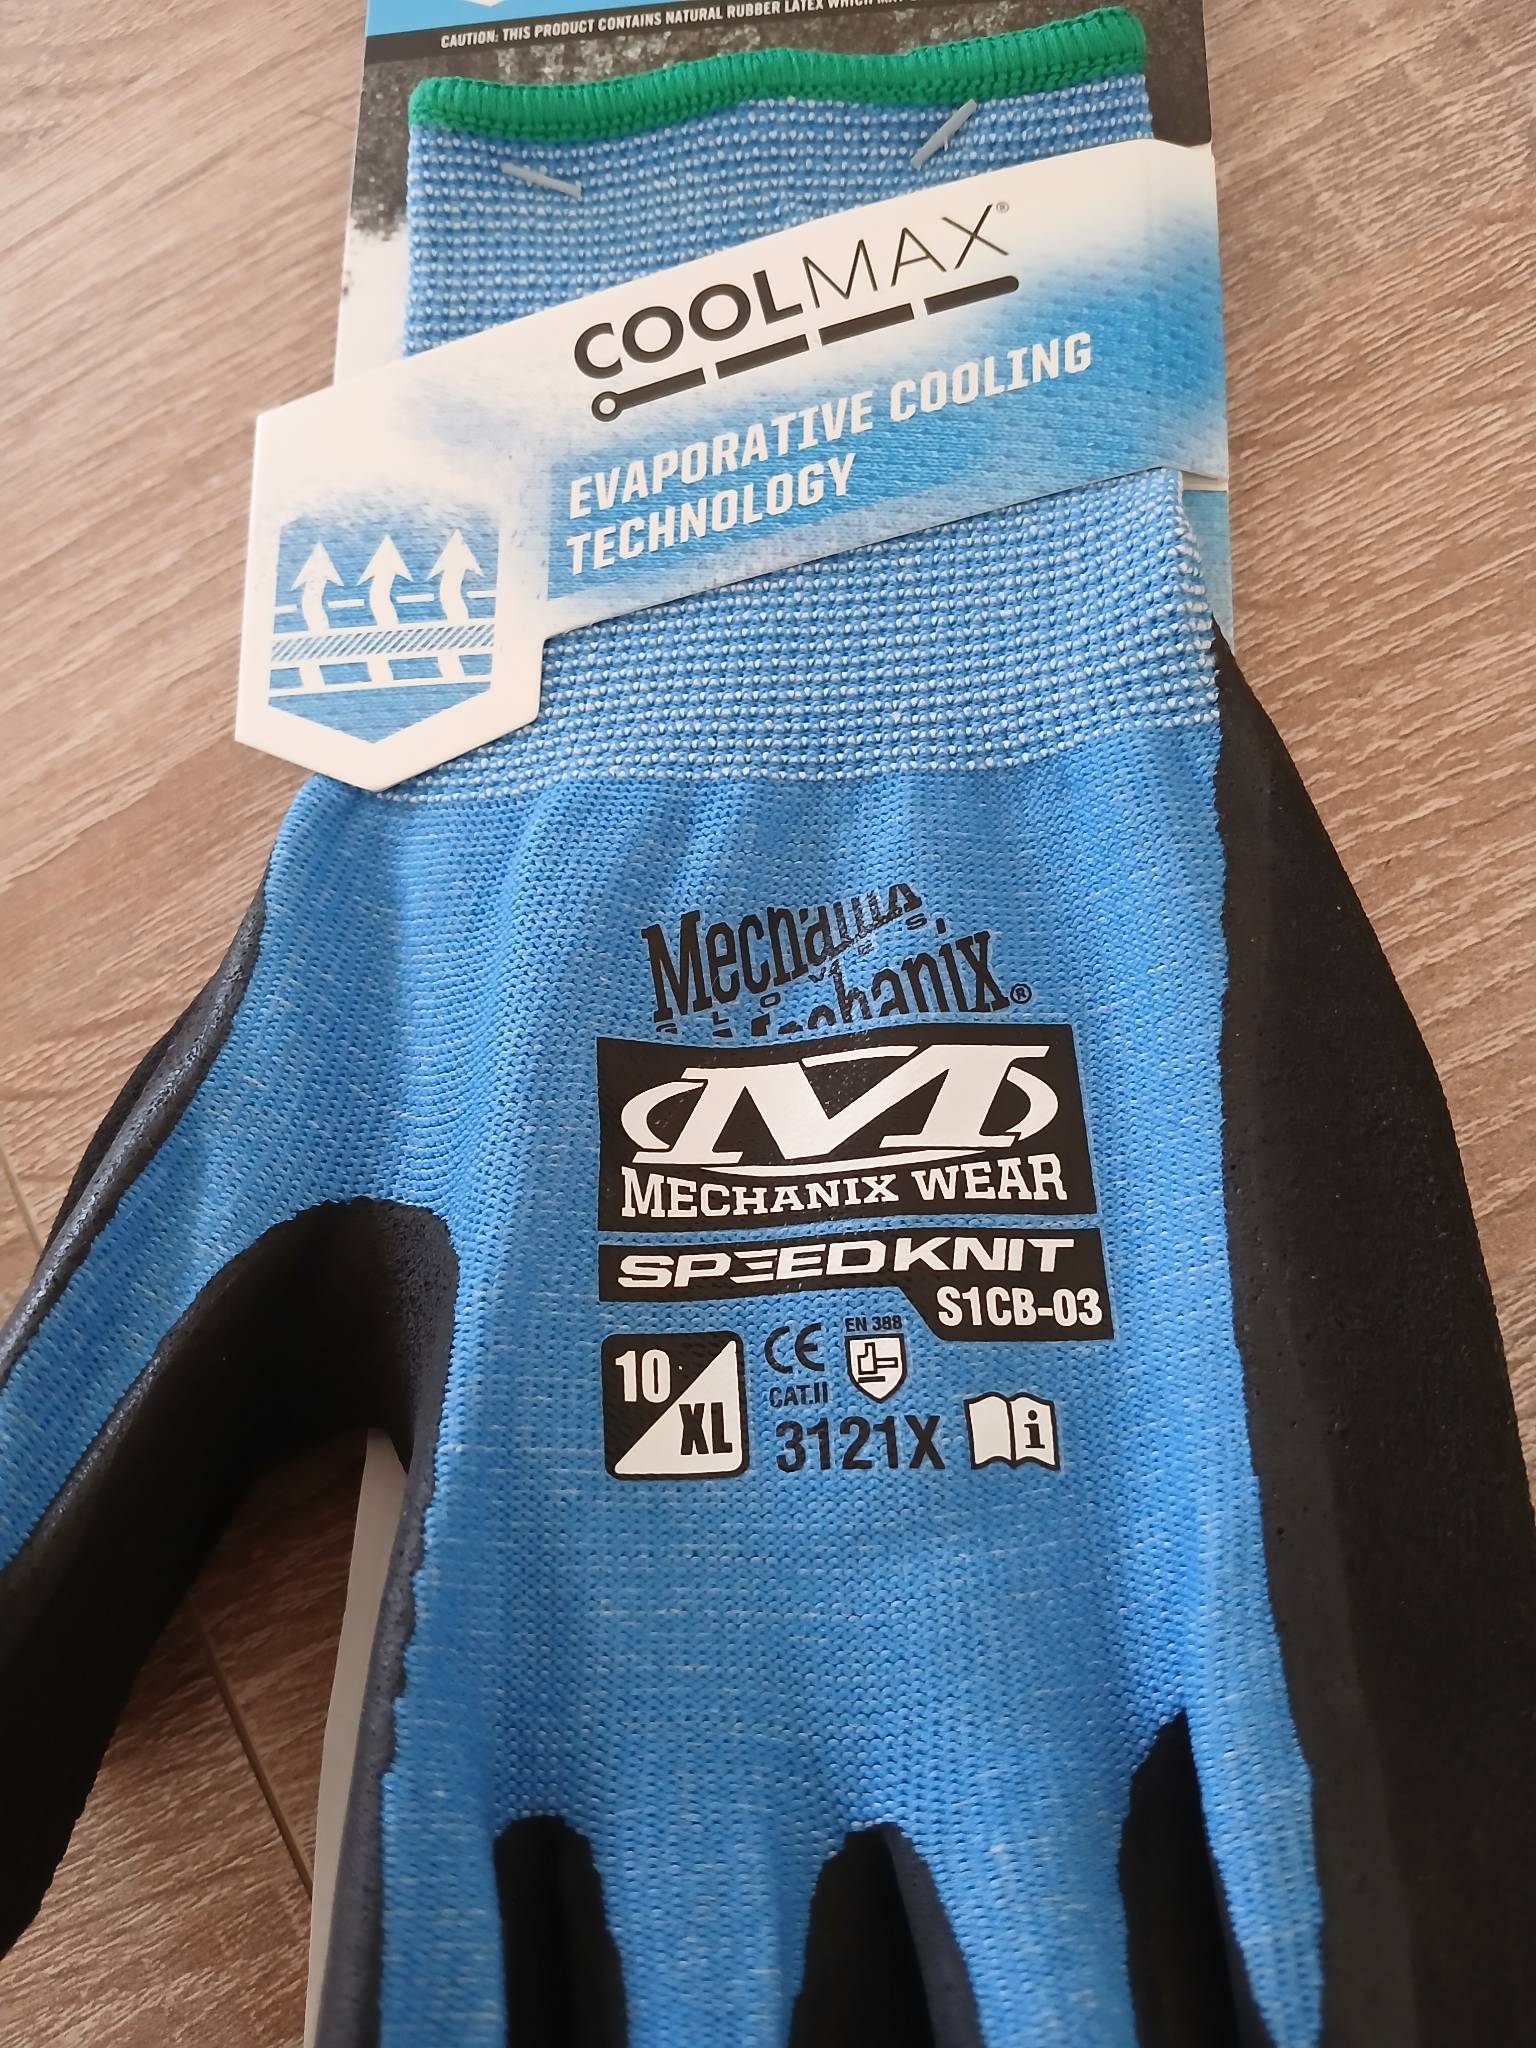 CAUTION: THIS PRODUCT CONTAINS NATURAL RUBBER LATEX WHICH
COOLMAX®
EVAPORATIVE COOLING
TECHNOLOGY
Mechanix®
MECHANIX WEAR
SPEEDKNIT
S1CB-03
10
XL
CE
EN 388
CAT.II
3121X
i